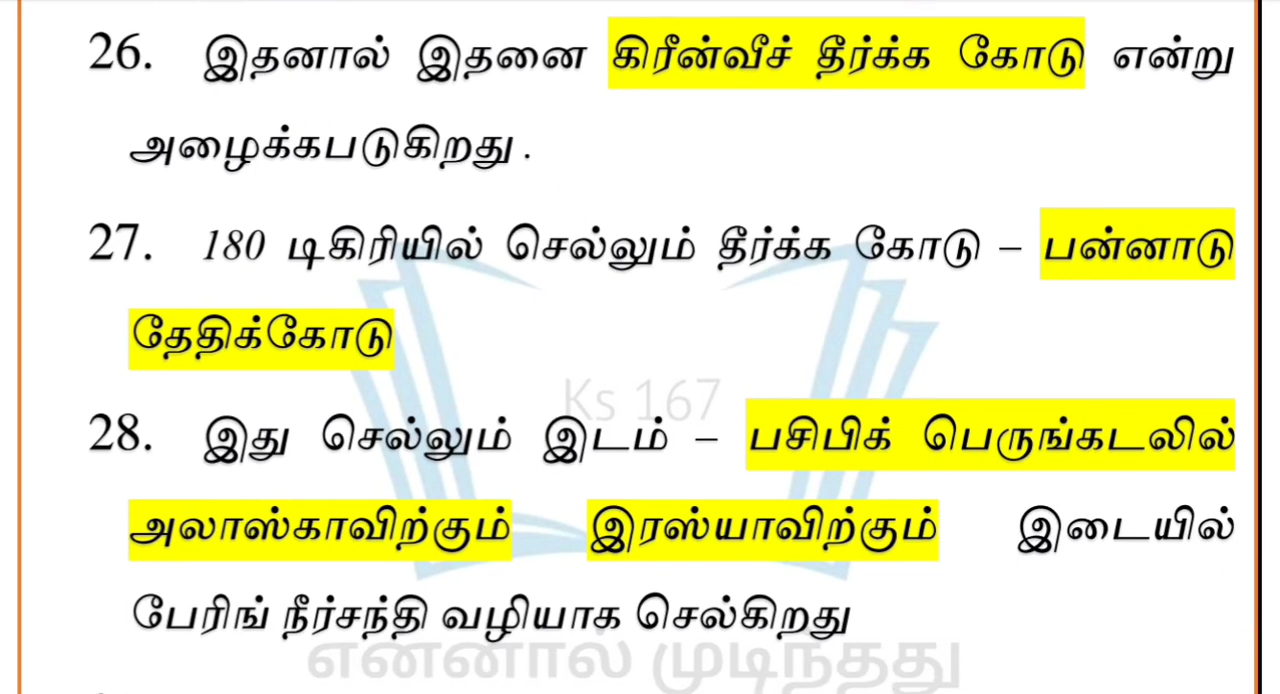 26. இதனால் இதனை கிரீன்வீச் தீர்க்க கோடு என்று
அழைக்கபடுகிறது .
27. 180 டிகிரியில் செல்லும் தீர்க்க கோடு – பன்னாடு
தேதிக்கோடு
Ks 167
28. இது செல்லும் இடம் – பசிபிக் பெருங்கடலில்
அலாஸ்காவிற்கும் இரஸ்யாவிற்கும் இடையில்
பேரிங் நீர்சந்தி வழியாக செல்கிறது
என்னால் முடிந்தது